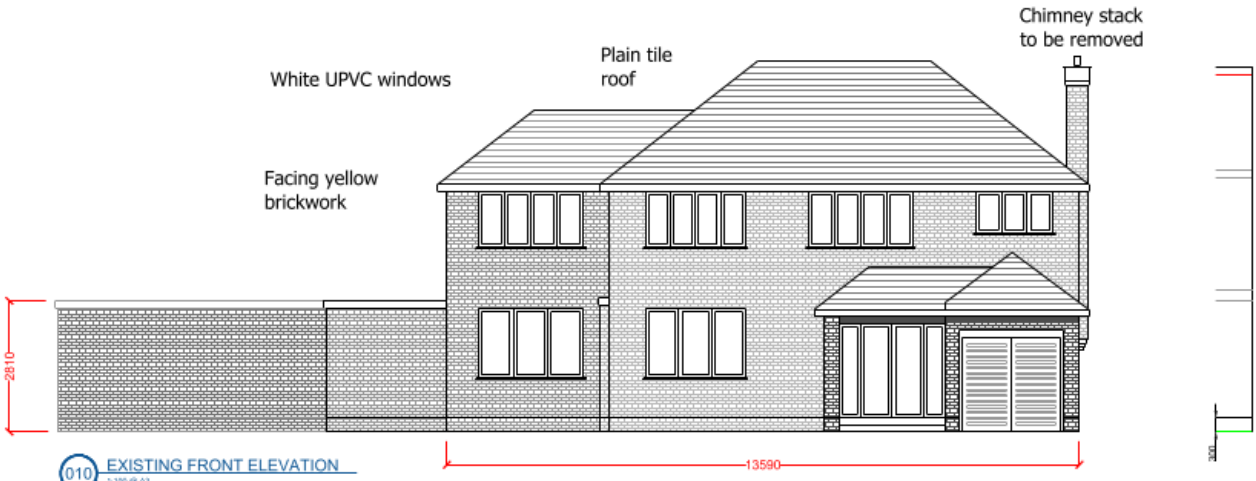 Chimney stack
to be removed
Plain tile
roof
White UPVC windows
Facing yellow
brickwork
2810
13590
300
010
EXISTING FRONT ELEVATION